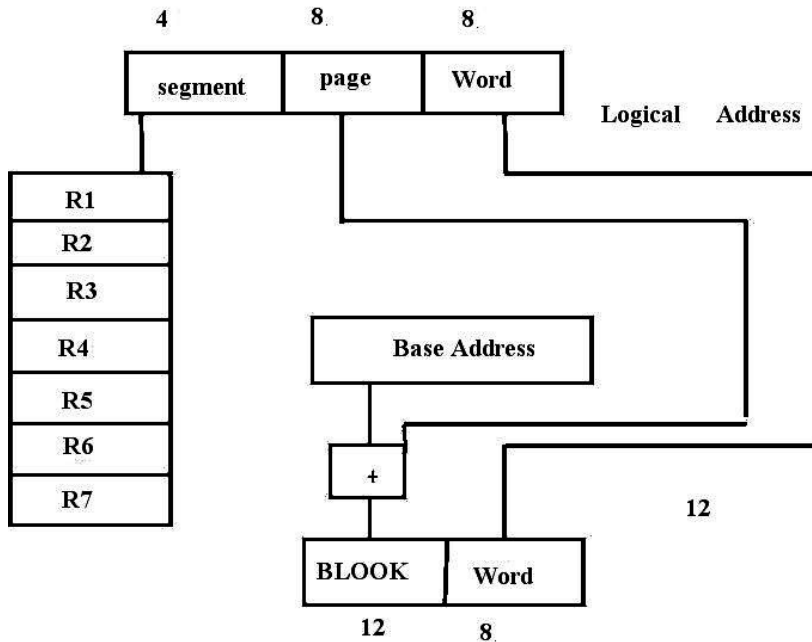 4 8 8
segment page Word
Logical Address
R1
R2
R3
R4
R5
R6
R7
Base Address
+
12
BLOOK Word
12 8